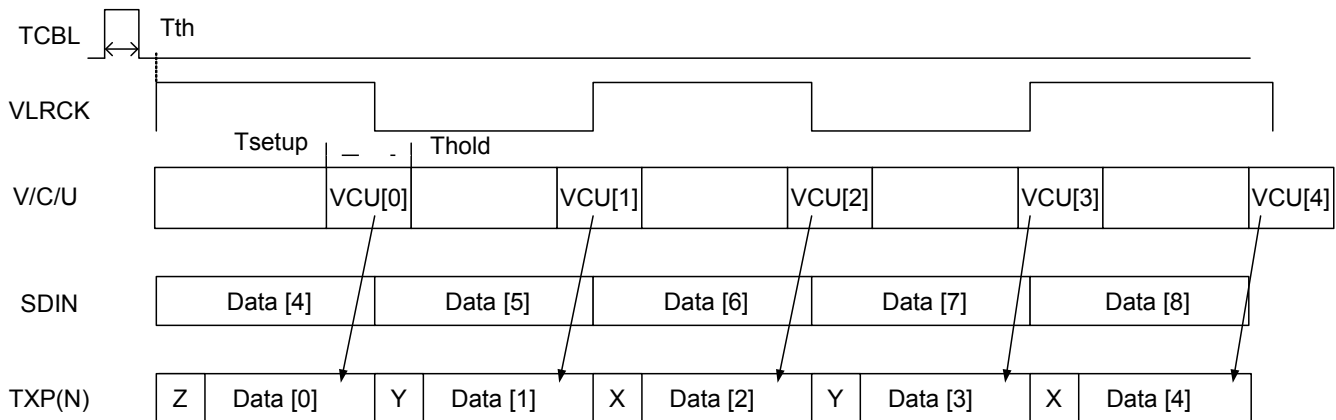 TCBL
Tth
VLRCK
Tsetup
Thold
V/C/U
VCU[0]
VCU[1]
VCU[2]
VCU[3]
VCU[4]
SDIN
Data [4]
Data [5]
Data [6]
Data [7]
Data [8]
TXP(N)
Z
Data [0]
Y
Data [1]
X
Data [2]
Y
Data [3]
X
Data [4]